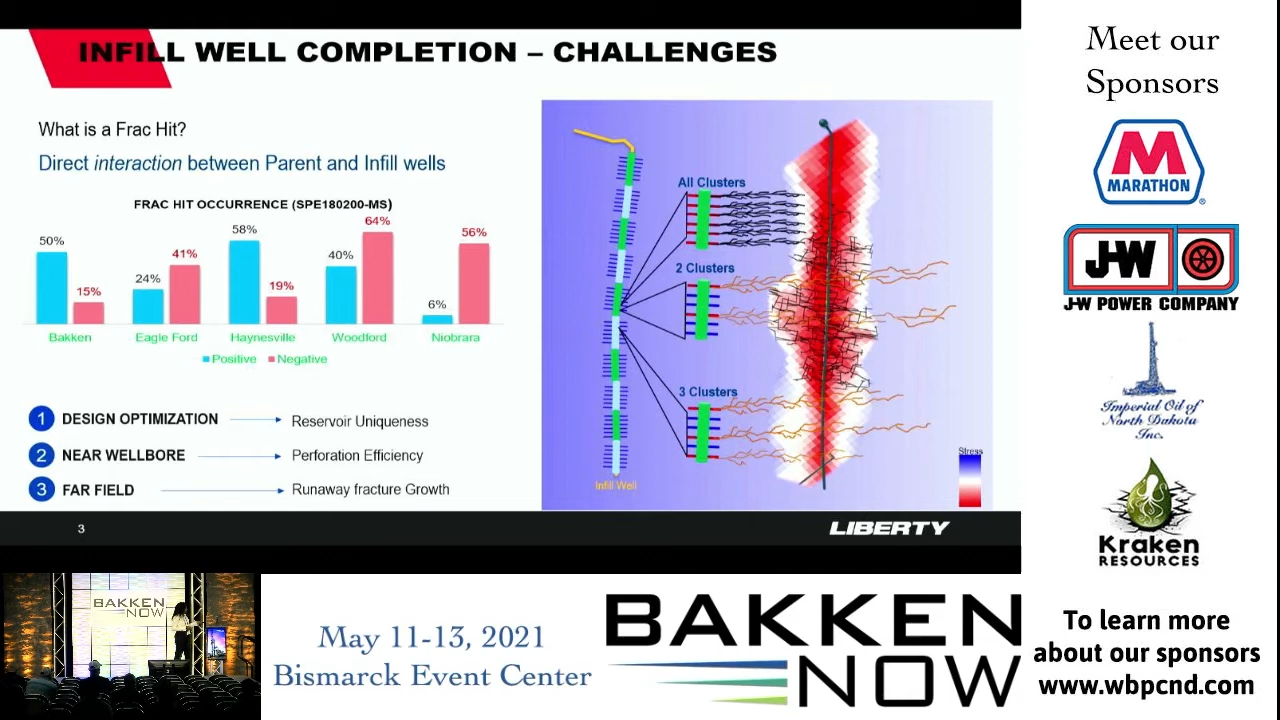 INFILL WELL COMPLETION – CHALLENGES
What is a Frac Hit?
Direct interaction between Parent and Infill wells
FRAC HIT OCCURRENCE (SPE180200-MS)
50%
15%
24%
41%
58%
19%
40%
64%
6%
56%
Bakken
Eagle Ford
Haynesville
Woodford
Niobrara
Positive
Negative
1 DESIGN OPTIMIZATION Reservoir Uniqueness
2 NEAR WELLBORE Perforation Efficiency
3 FAR FIELD Runaway fracture Growth
All Clusters
2 Clusters
3 Clusters
Infill Well
Stress
3
LIBERTY
BAKKEN
NOW
May 11-13, 2021
Bismarck Event Center
BAKKEN
NOW
Meet our
Sponsors
M
MARATHON
®
J-W
J-W POWER COMPANY
Imperial Oil of
North Dakota
Inc.
Kraken
RESOURCES
To learn more
about our sponsors
www.wbpcnd.com